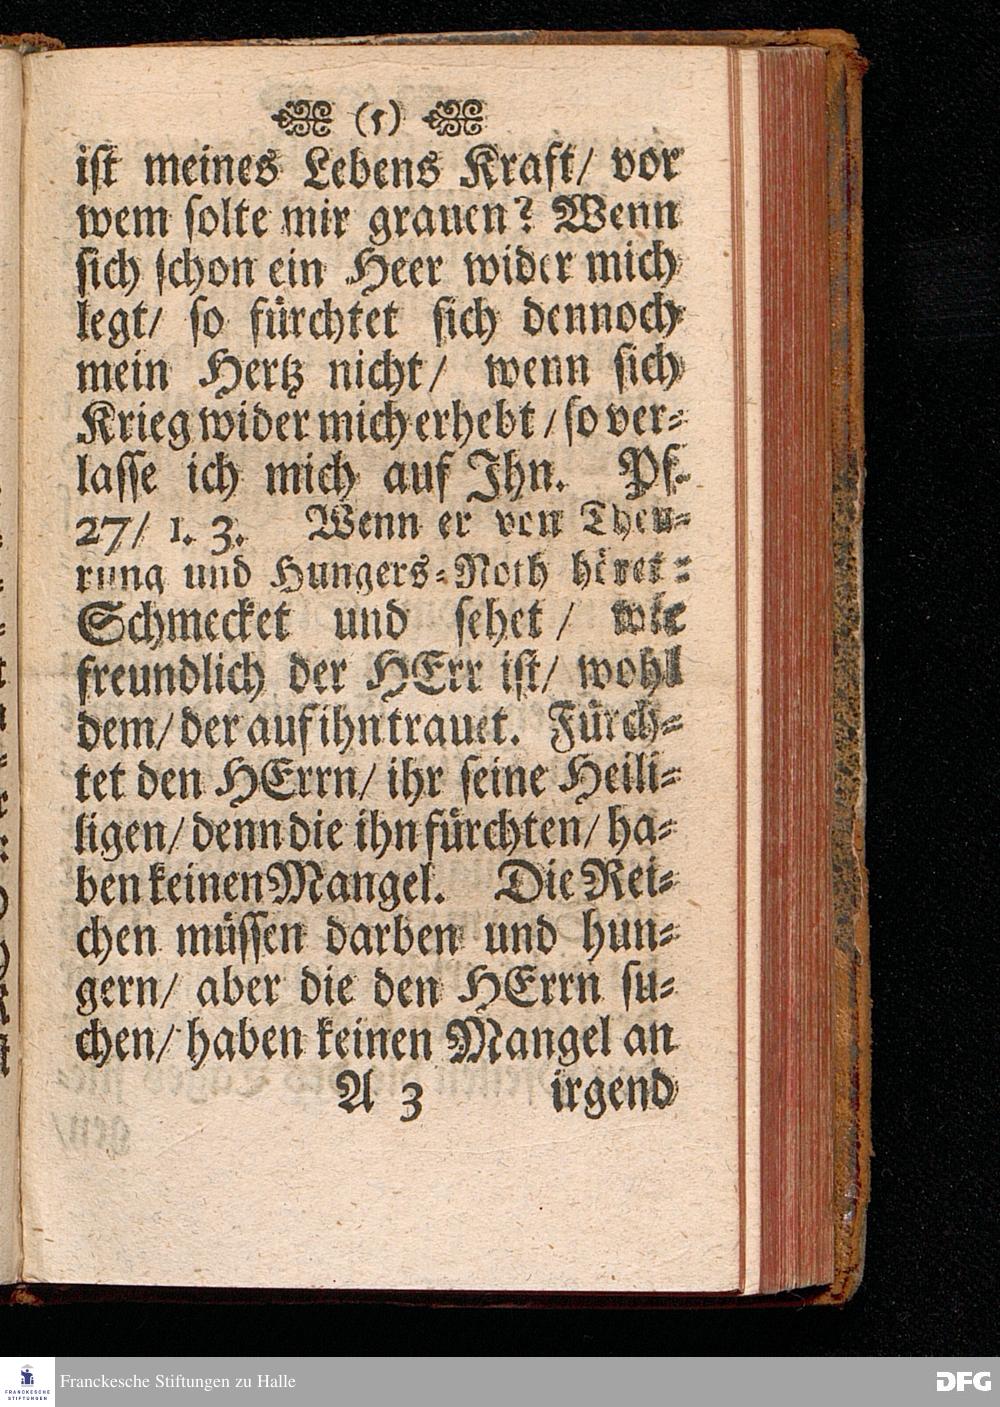 (5)
ist meines Lebens Kraft/ vor
wem solte mir grauen? Wenn
sich schon ein Heer wider mich
legt/ so fürchtet sich dennoch
mein Hertz nicht/ wenn sich
Krieg wider mich erhebt/ so ver-
lasse ich mich auf Ihn. Ps.
27/ 1. 3. Wenn er von Theu-
rung und Hungers-Noth höret:
Schmecket und sehet/ wie
freundlich der HErr ist/ wohl
dem/ der auf ihn trauet. Fürch-
tet den HErrn/ ihr seine Heili-
ligen/ denn die ihn fürchten/ ha-
ben keinen Mangel. Die Rei-
chen müssen darben und hun-
gern/ aber die den HErrn su-
chen/ haben keinen Mangel an
A 3 irgend
FRANCKESCHE STIFTUNGEN
Franckesche Stiftungen zu Halle
DFG